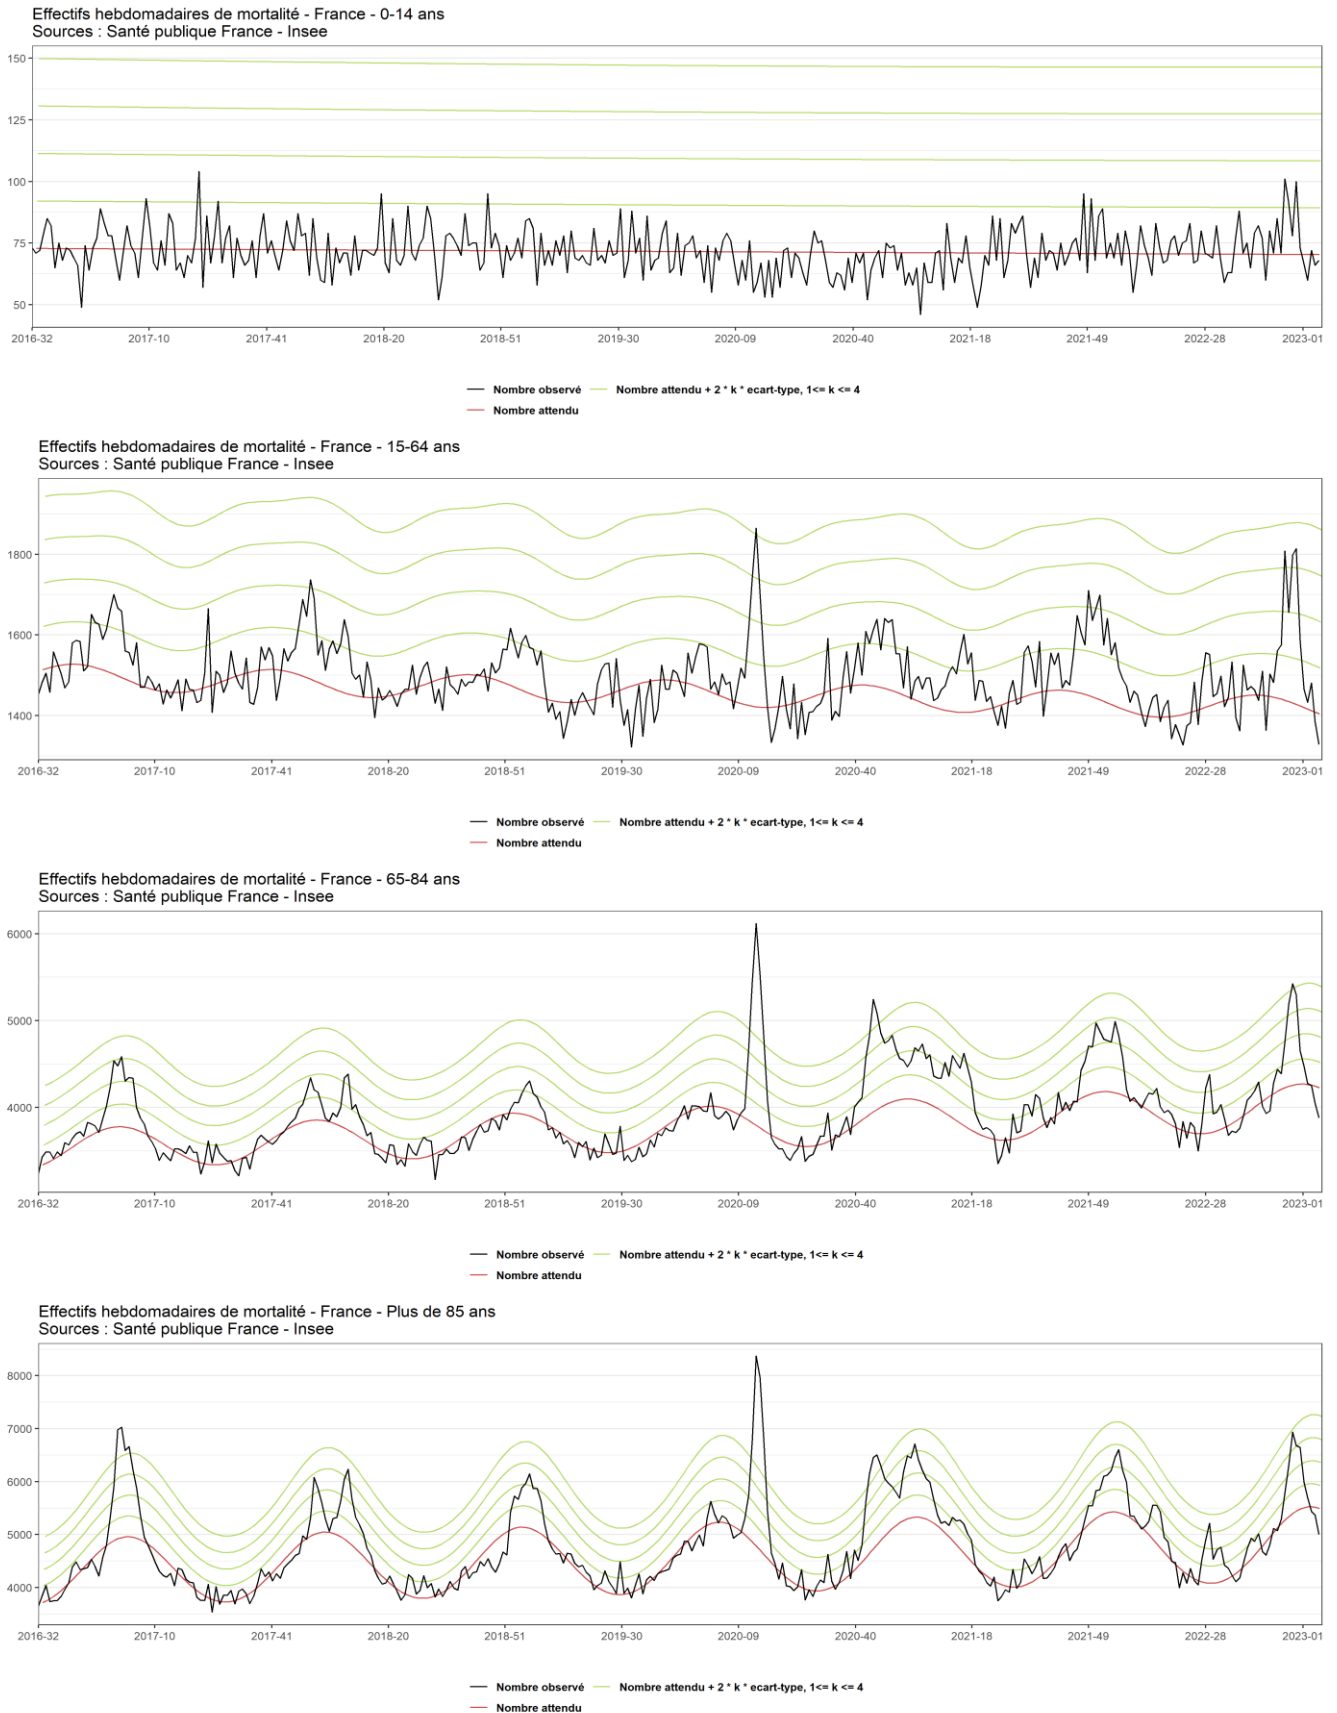 Effectifs hebdomadaires de mortalité - France - 0-14 ans
Sources : Santé publique France - Insee
150
125
100
75
50
2016-32 2017-10 2017-41 2018-20 2018-51 2019-30 2020-09 2020-40 2021-18 2021-49 2022-28 2023-01
Nombre observé Nombre attendu + 2 * k * ecart-type, 1<= k <= 4
Nombre attendu
Effectifs hebdomadaires de mortalité - France - 15-64 ans
Sources : Santé publique France - Insee
1800
1600
1400
2016-32 2017-10 2017-41 2018-20 2018-51 2019-30 2020-09 2020-40 2021-18 2021-49 2022-28 2023-01
Nombre observé Nombre attendu + 2 * k * ecart-type, 1<= k <= 4
Nombre attendu
Effectifs hebdomadaires de mortalité - France - 65-84 ans
Sources : Santé publique France - Insee
6000
5000
4000
2016-32 2017-10 2017-41 2018-20 2018-51 2019-30 2020-09 2020-40 2021-18 2021-49 2022-28 2023-01
Nombre observé Nombre attendu + 2 * k * ecart-type, 1<= k <= 4
Nombre attendu
Effectifs hebdomadaires de mortalité - France - Plus de 85 ans
Sources : Santé publique France - Insee
8000
7000
6000
5000
4000
2016-32 2017-10 2017-41 2018-20 2018-51 2019-30 2020-09 2020-40 2021-18 2021-49 2022-28 2023-01
Nombre observé Nombre attendu + 2 * k * ecart-type, 1<= k <= 4
Nombre attendu